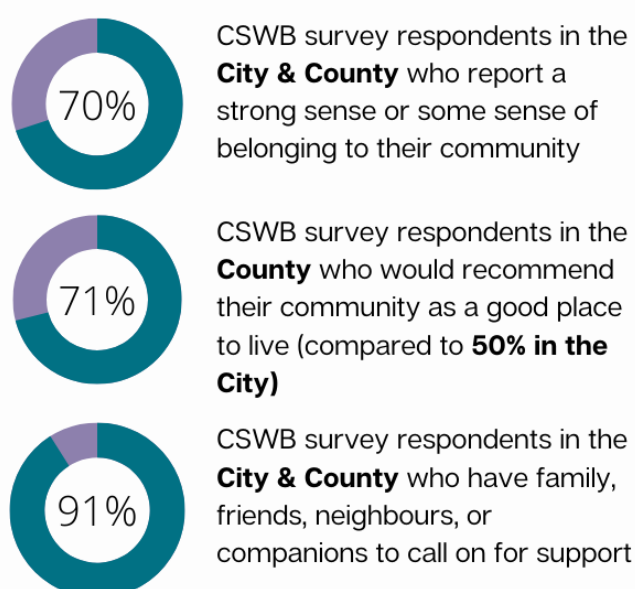 70%
CSWB survey respondents in the
City & County who report a
strong sense or some sense of
belonging to their community
71%
CSWB survey respondents in the
County who would recommend
their community as a good place
to live (compared to 50% in the
City)
91%
CSWB survey respondents in the
City & County who have family,
friends, neighbours, or
companions to call on for support